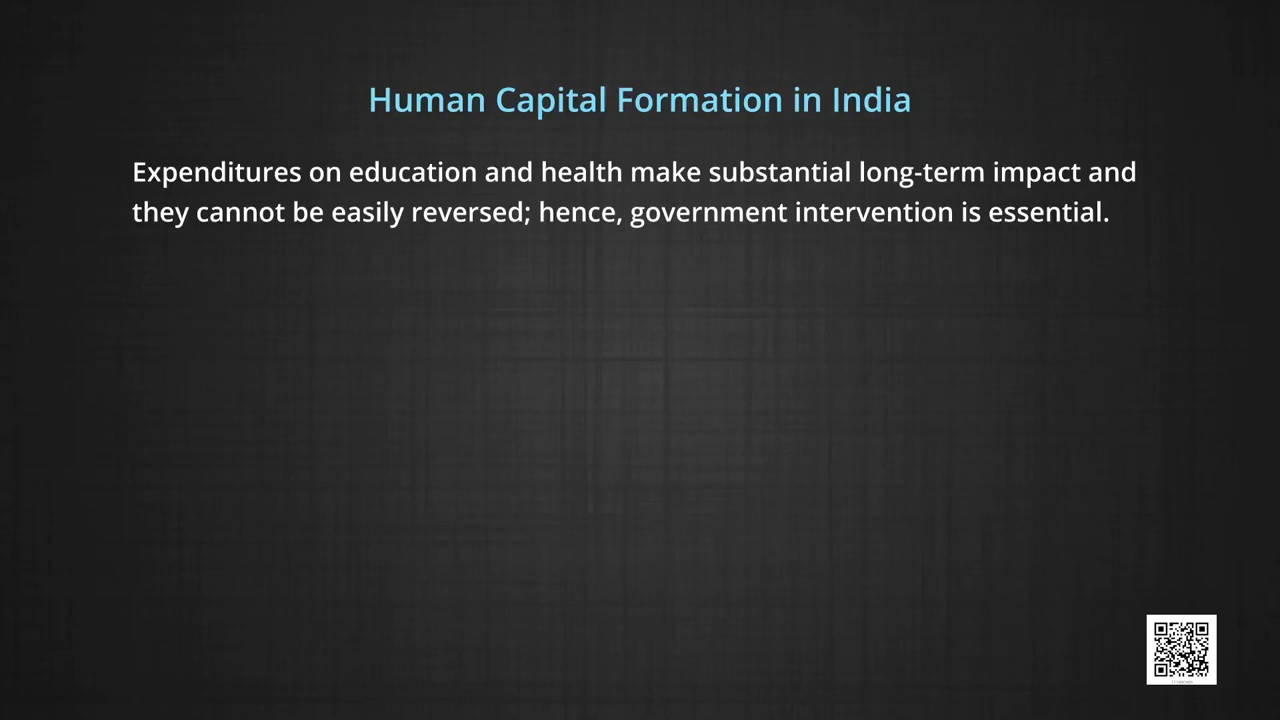 Human Capital Formation in India
Expenditures on education and health make substantial long-term impact and
they cannot be easily reversed; hence, government intervention is essential.